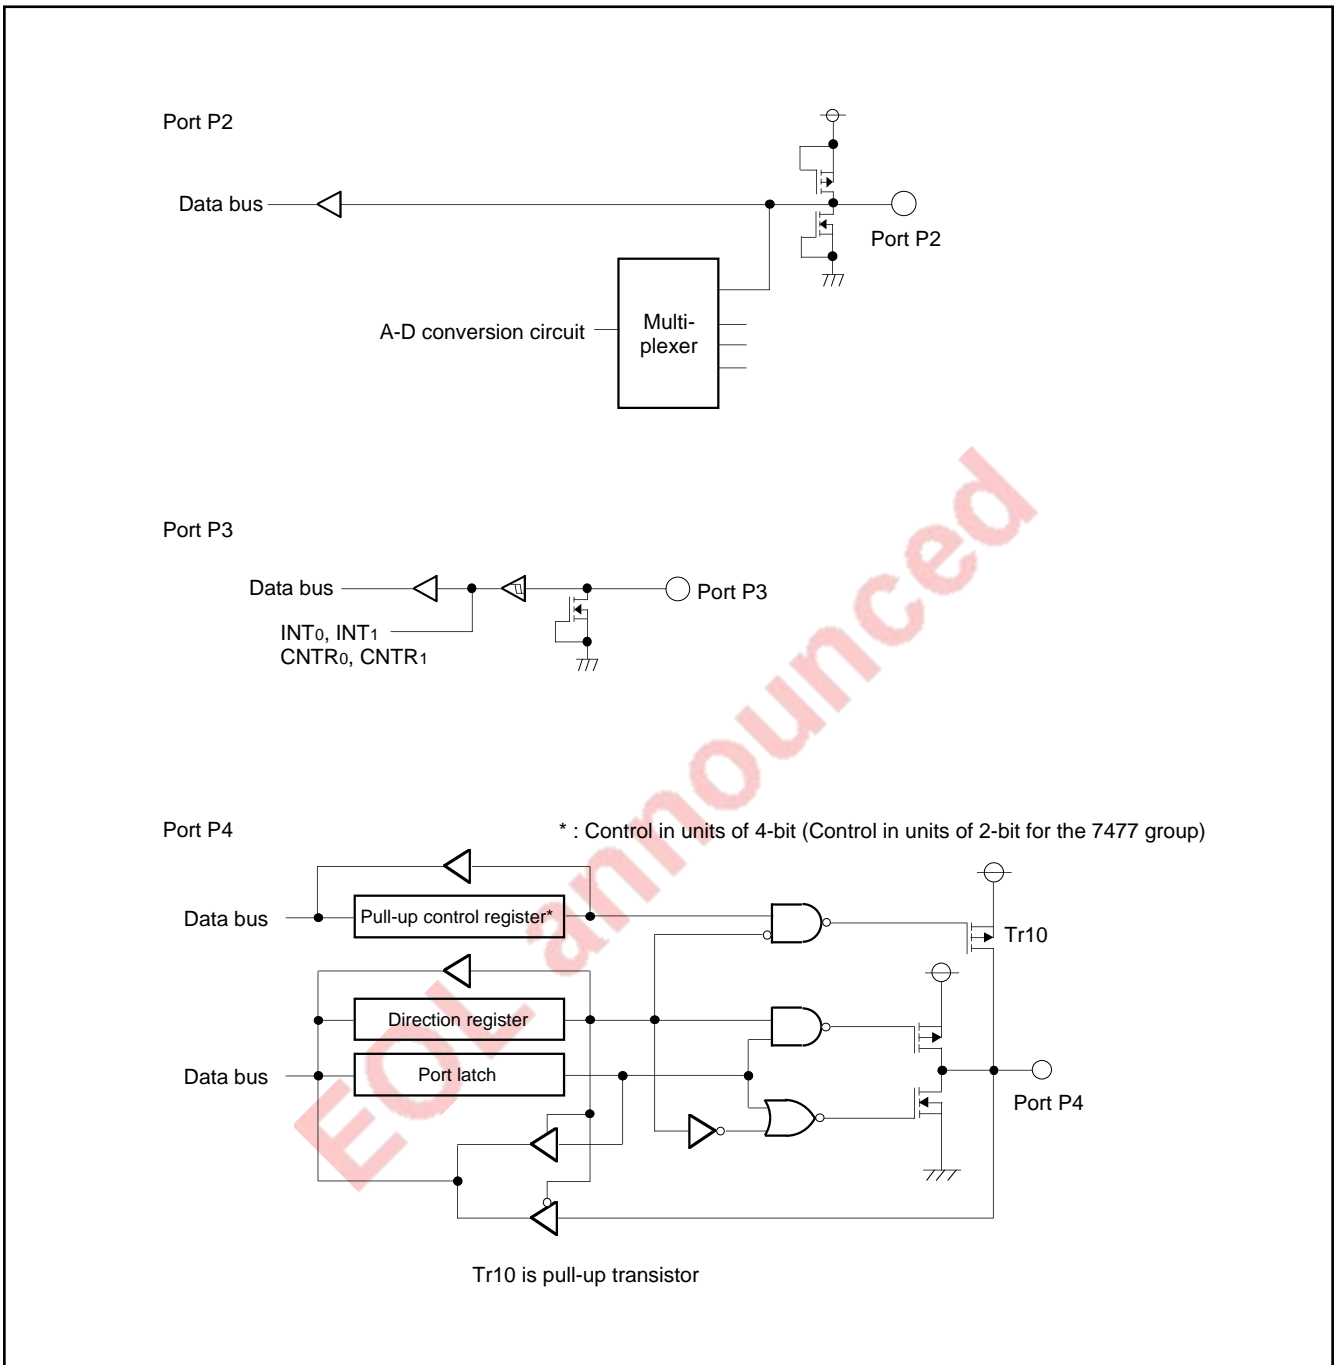 Port P2
Data bus
Port P2
A-D conversion circuit
Multi-
plexer
Port P3
Data bus
Port P3
INT0, INT1
CNTR0, CNTR1
Port P4
* : Control in units of 4-bit (Control in units of 2-bit for the 7477 group)
Data bus
Pull-up control register*
Tr10
Direction register
Data bus
Port latch
Port P4
Tr10 is pull-up transistor
EOL announced